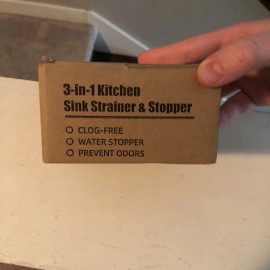 3-in-1 Kitchen
Sink Strainer & Stopper
CLOG-FREE
WATER STOPPER
PREVENT ODORS